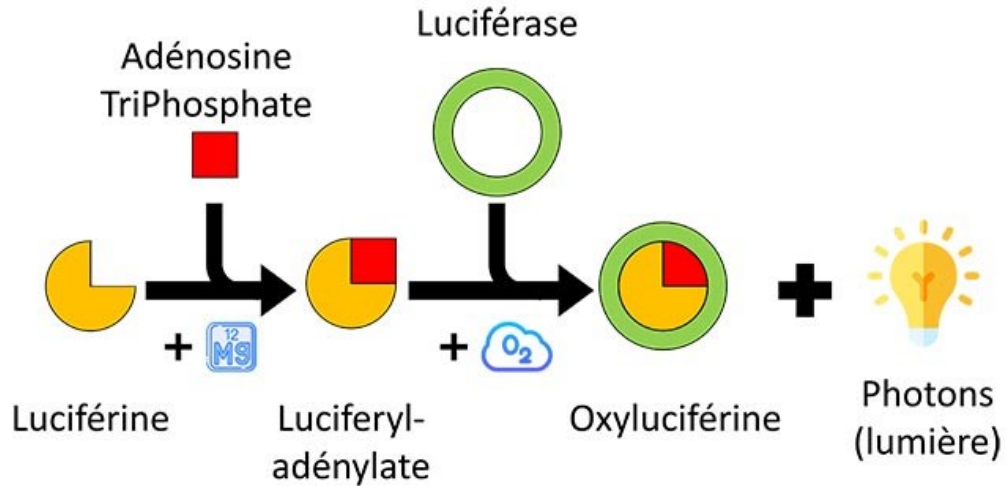 Luciférase
Adénosine
TriPhosphate
+ 12
Mg
+ O2
Luciférine
Luciferyl-
adénylate
Oxyluciférine
+
Photons
(lumière)